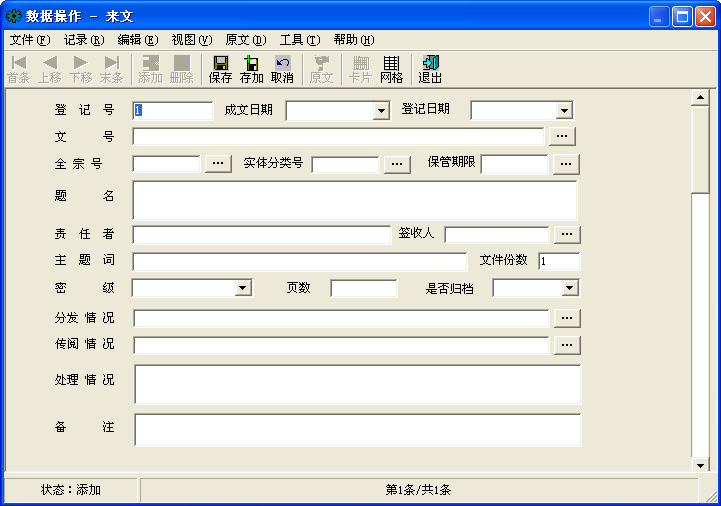 数据操作 - 来文
文件(F) 记录(R) 编辑(E) 视图(V) 原文(D) 工具(T) 帮助(H)
首条 上移 下移 末条 添加 删除 保存 存加 取消 原文 卡片 网格 退出
登 记 号 1 成文日期 登记日期
文 号 ...
全 宗 号 ... 实体分类号 ... 保管期限 ...
题 名
责 任 者 签收人 ...
主 题 词 文件份数 1
密 级 页数 是否归档
分发 情况 ...
传阅 情况 ...
处理 情况
备 注
状态：添加 第1条/共1条